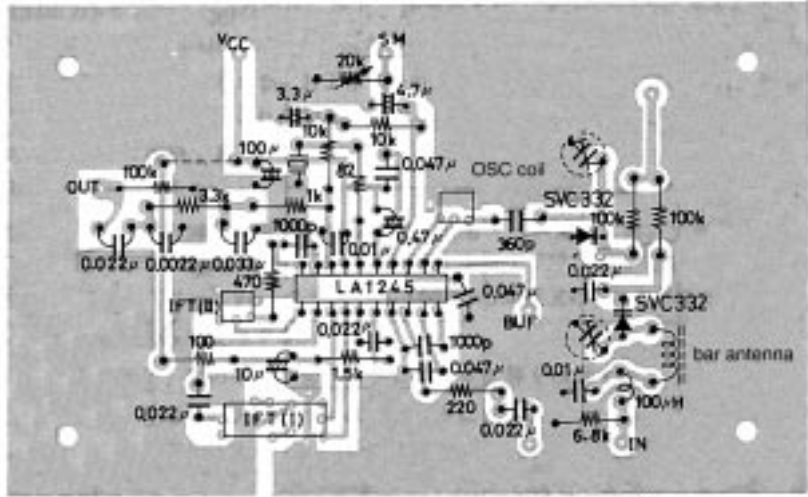 VCC
SM
20k
3.3μ
4.7μ
10k
10k
100μ
82
0.047μ
OSC coil
100k
OUT
3.3k
1k
SVC332
100k
100k
1000p
0.01μ
0.47μ
360p
0.022μ
0.0022μ
0.033μ
470
0.022μ
LA1245
0.047μ
IFT(II)
BUF
SVC332
0.022μ
1000p
100
bar antenna
10μ
1.5k
0.047μ
0.01μ
220
100μH
0.022μ
IFT(I)
0.022μ
6.8k
IN